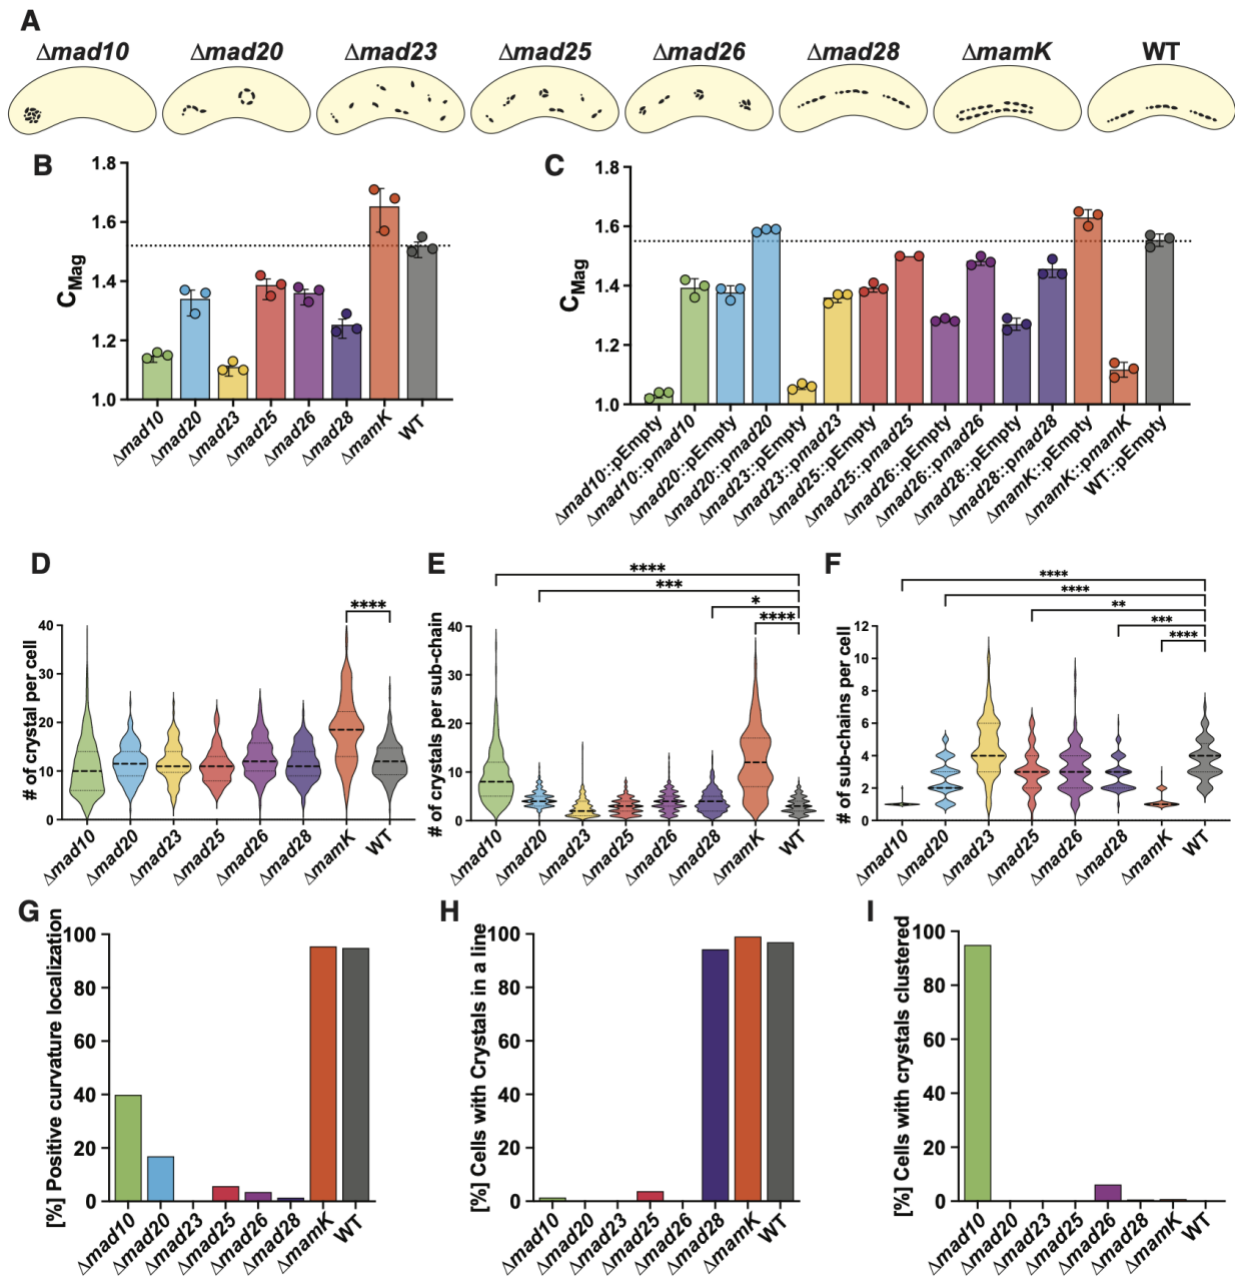 A
Δmad10 Δmad20 Δmad23 Δmad25 Δmad26 Δmad28 ΔmamK WT
B
CMag
1.8
1.6
1.4
1.2
1.0
Δmad10 Δmad20 Δmad23 Δmad25 Δmad26 Δmad28 ΔmamK WT
C
CMag
1.8
1.6
1.4
1.2
1.0
Δmad10::pEmpty Δmad10::pmad10 Δmad20::pEmpty Δmad20::pmad20 Δmad23::pEmpty Δmad23::pmad23 Δmad25::pEmpty Δmad25::pmad25 Δmad26::pEmpty Δmad26::pmad26 Δmad28::pEmpty Δmad28::pmad28 ΔmamK::pEmpty ΔmamK::pmamK WT::pEmpty
D
# of crystal per cell
40
30
20
10
0
****
Δmad10 Δmad20 Δmad23 Δmad25 Δmad26 Δmad28 ΔmamK WT
E
# of crystals per sub-chain
40
30
20
10
0
****
***
*
****
Δmad10 Δmad20 Δmad23 Δmad25 Δmad26 Δmad28 ΔmamK WT
F
# of sub-chains per cell
12
10
8
6
4
2
0
****
****
**
***
****
Δmad10 Δmad20 Δmad23 Δmad25 Δmad26 Δmad28 ΔmamK WT
G
[%] Positive curvature localization
100
80
60
40
20
0
Δmad10 Δmad20 Δmad23 Δmad25 Δmad26 Δmad28 ΔmamK WT
H
[%] Cells with Crystals in a line
100
80
60
40
20
0
Δmad10 Δmad20 Δmad23 Δmad25 Δmad26 Δmad28 ΔmamK WT
I
[%] Cells with crystals clustered
100
80
60
40
20
0
Δmad10 Δmad20 Δmad23 Δmad25 Δmad26 Δmad28 ΔmamK WT